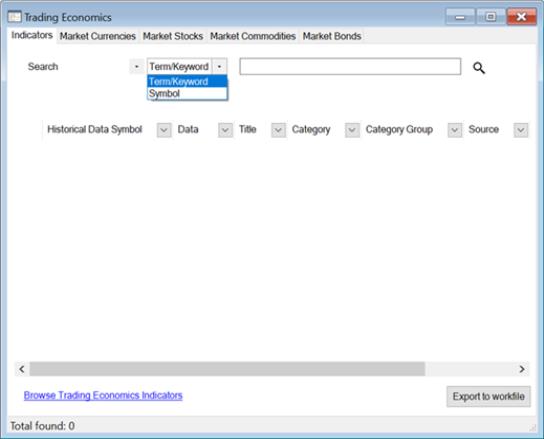 Trading Economics
Indicators Market Currencies Market Stocks Market Commodities Market Bonds
Search Term/Keyword
Term/Keyword
Symbol
Historical Data Symbol Data Title Category Category Group Source
Browse Trading Economics Indicators Export to workfile
Total found: 0